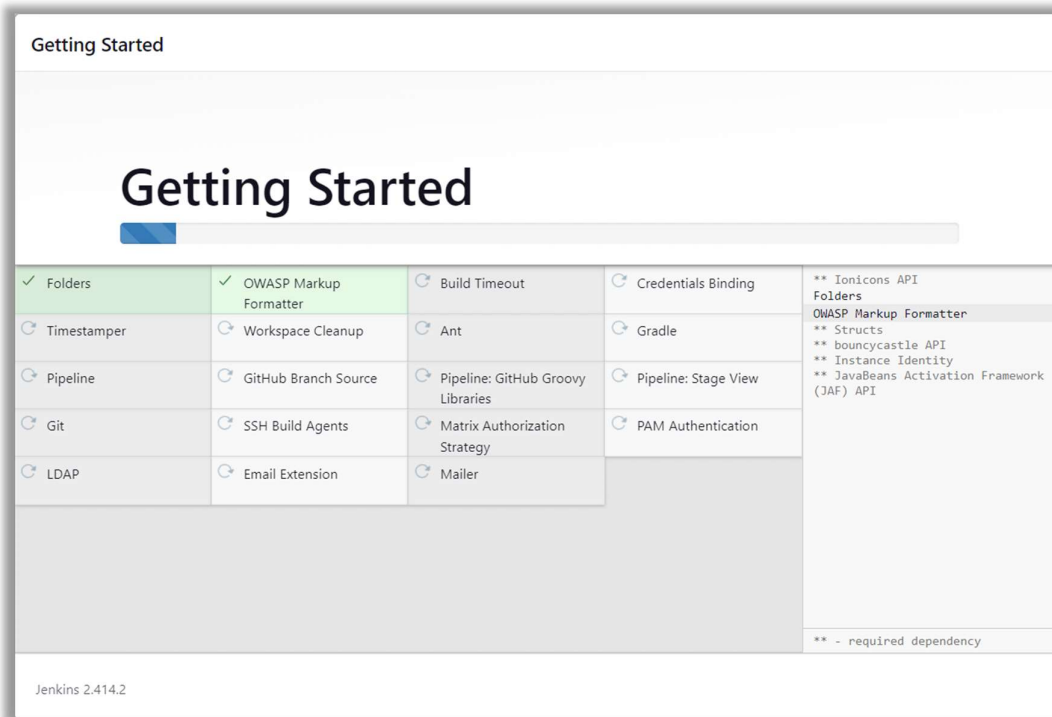 Getting Started
Getting Started
Folders
OWASP Markup
Formatter
Build Timeout
Credentials Binding
Timestamper
Workspace Cleanup
Ant
Gradle
Pipeline
GitHub Branch Source
Pipeline: GitHub Groovy
Libraries
Pipeline: Stage View
Git
SSH Build Agents
Matrix Authorization
Strategy
PAM Authentication
LDAP
Email Extension
Mailer
** Ionicons API
Folders
OWASP Markup Formatter
** Structs
** bouncycastle API
** Instance Identity
** JavaBeans Activation Framework
(JAF) API
** - required dependency
Jenkins 2.414.2